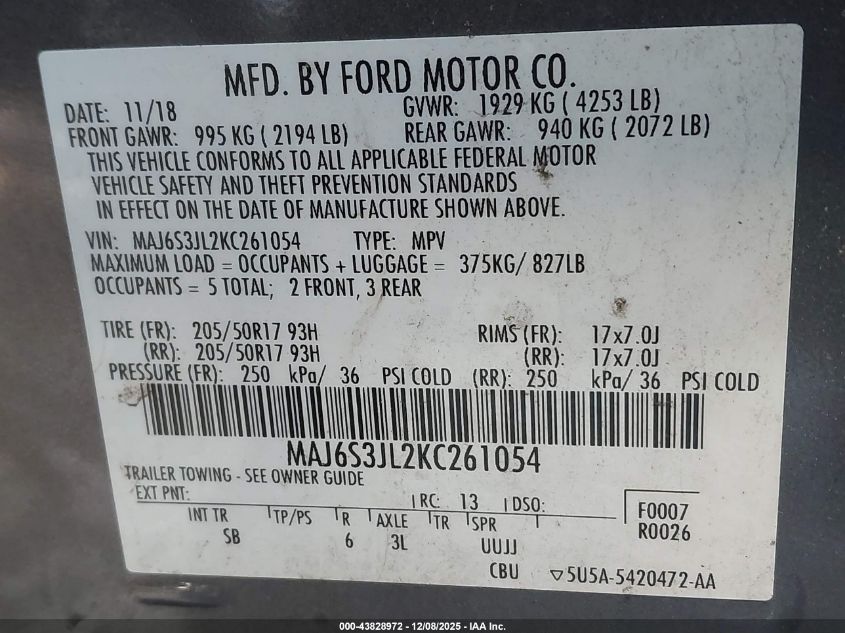 MFD. BY FORD MOTOR CO.
DATE: 11/18 GVWR: 1929 KG ( 4253 LB)
FRONT GAWR: 995 KG ( 2194 LB) REAR GAWR: 940 KG ( 2072 LB)
THIS VEHICLE CONFORMS TO ALL APPLICABLE FEDERAL MOTOR
VEHICLE SAFETY AND THEFT PREVENTION STANDARDS
IN EFFECT ON THE DATE OF MANUFACTURE SHOWN ABOVE.
VIN: MAJ6S3JL2KC261054 TYPE: MPV
MAXIMUM LOAD = OCCUPANTS + LUGGAGE = 375KG/ 827LB
OCCUPANTS = 5 TOTAL; 2 FRONT, 3 REAR
TIRE (FR): 205/50R17 93H RIMS (FR): 17x7.0J
(RR): 205/50R17 93H (RR): 17x7.0J
PRESSURE (FR): 250 kPa/ 36 PSI COLD (RR): 250 kPa/ 36 PSI COLD
MAJ6S3JL2KC261054
TRAILER TOWING - SEE OWNER GUIDE
EXT PNT: RC: 13 DSO: F0007
R0026
INT TR TP/PS R AXLE TR SPR
SB 6 3L UUJJ
CBU ▽5U5A-5420472-AA
000-43828972 - 12/08/2025 - IAA Inc.